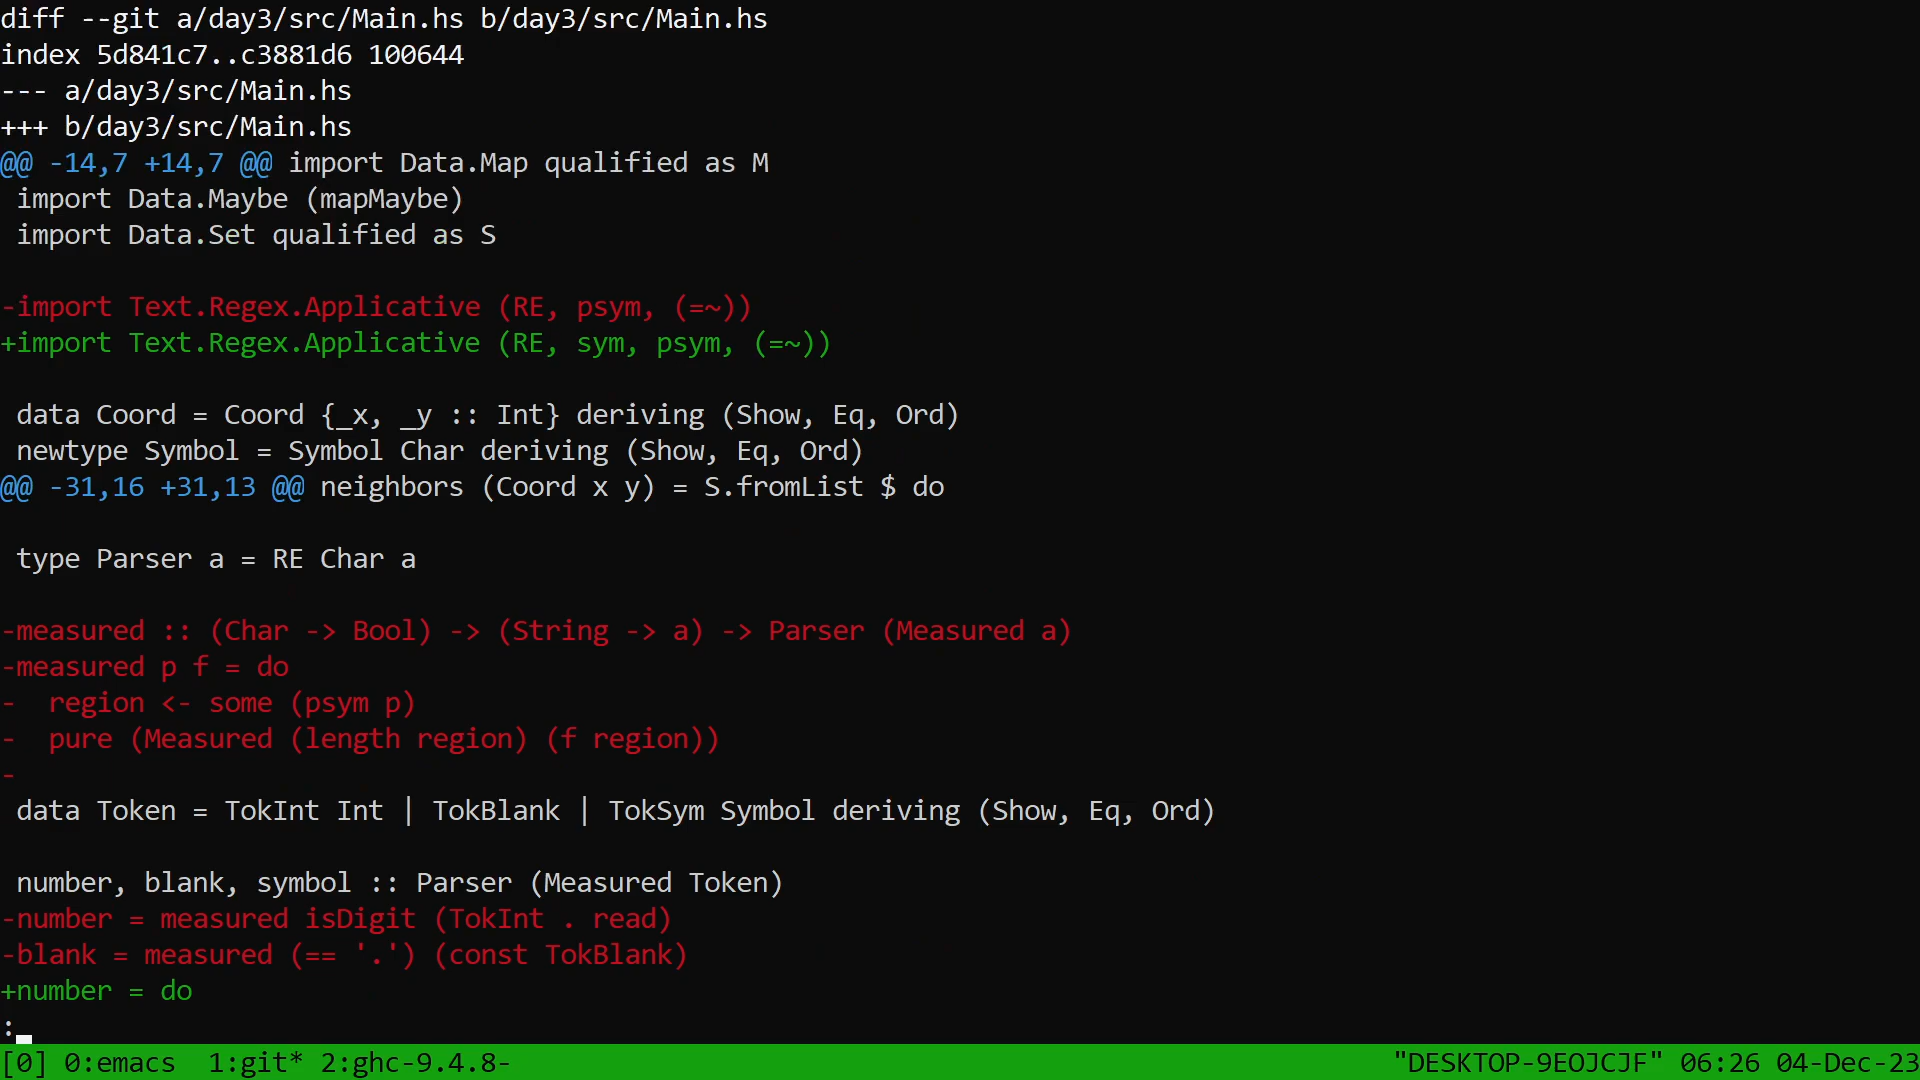 diff --git a/day3/src/Main.hs b/day3/src/Main.hs
index 5d841c7..c3881d6 100644
--- a/day3/src/Main.hs
+++ b/day3/src/Main.hs
@@ -14,7 +14,7 @@ import Data.Map qualified as M
 import Data.Maybe (mapMaybe)
 import Data.Set qualified as S
-import Text.Regex.Applicative (RE, psym, (=~))
+import Text.Regex.Applicative (RE, sym, psym, (=~))
 data Coord = Coord {_x, _y :: Int} deriving (Show, Eq, Ord)
 newtype Symbol = Symbol Char deriving (Show, Eq, Ord)
@@ -31,16 +31,13 @@ neighbors (Coord x y) = S.fromList $ do
 type Parser a = RE Char a
-measured :: (Char -> Bool) -> (String -> a) -> Parser (Measured a)
-measured p f = do
-  region <- some (psym p)
-  pure (Measured (length region) (f region))
-
 data Token = TokInt Int | TokBlank | TokSym Symbol deriving (Show, Eq, Ord)
 number, blank, symbol :: Parser (Measured Token)
-number = measured isDigit (TokInt . read)
-blank = measured (== '.') (const TokBlank)
+number = do
:
[0] 0:emacs  1:git* 2:ghc-9.4.8- "DESKTOP-9EOJCJF" 06:26 04-Dec-23